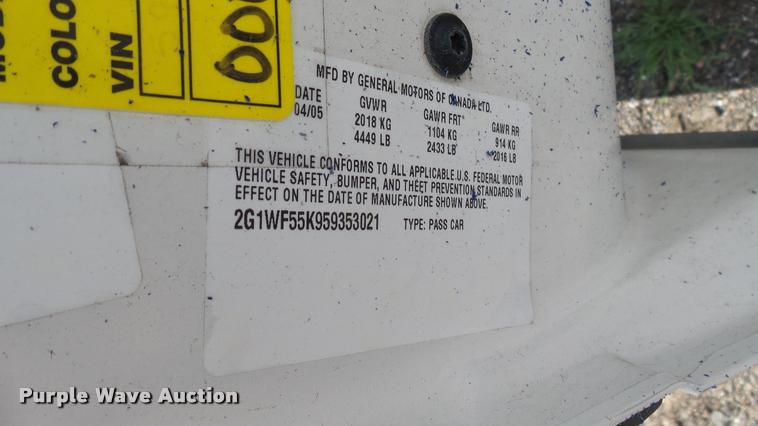 COLO
VIN
000
MFD BY GENERAL MOTORS OF CANADA LTD.
DATE GVWR GAWR FRT GAWR RR
04/05 2018 KG 1104 KG 914 KG
4449 LB 2433 LB 2016 LB
THIS VEHICLE CONFORMS TO ALL APPLICABLE U.S. FEDERAL MOTOR
VEHICLE SAFETY, BUMPER, AND THEFT PREVENTION STANDARDS IN
EFFECT ON THE DATE OF MANUFACTURE SHOWN ABOVE.
2G1WF55K959353021 TYPE: PASS CAR
Purple Wave Auction